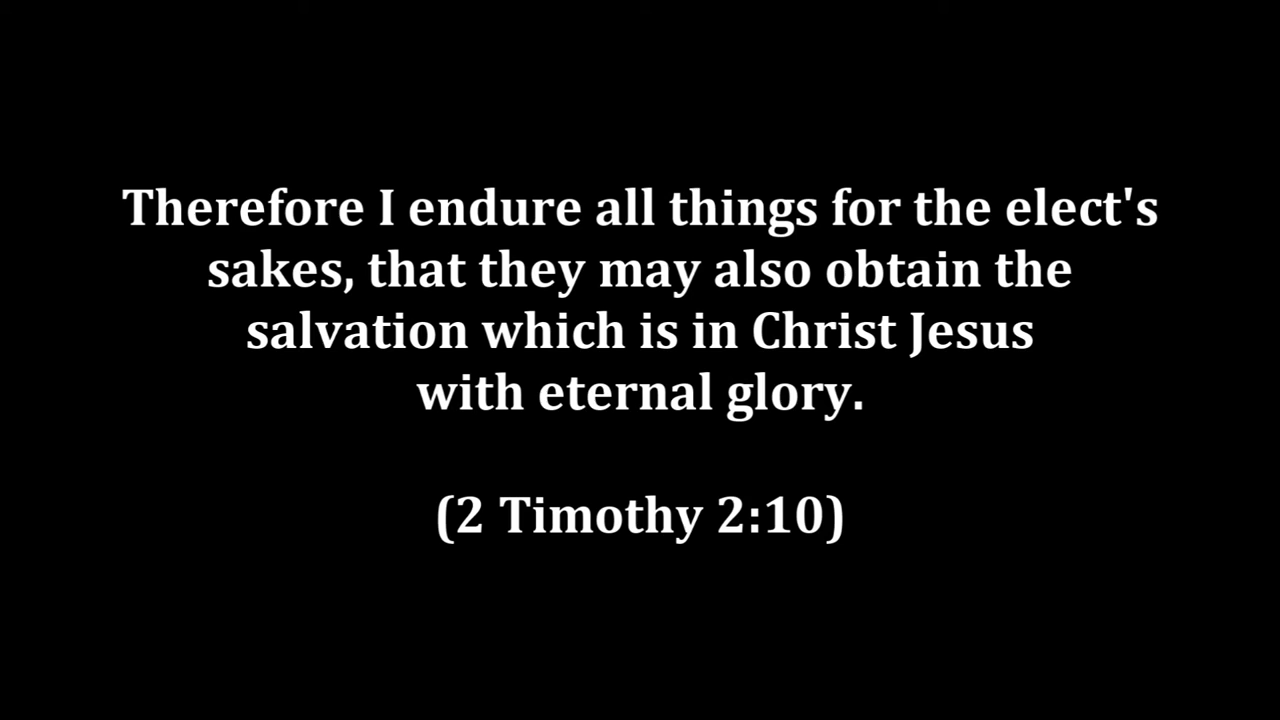 Therefore I endure all things for the elect's
sakes, that they may also obtain the
salvation which is in Christ Jesus
with eternal glory.
(2 Timothy 2:10)